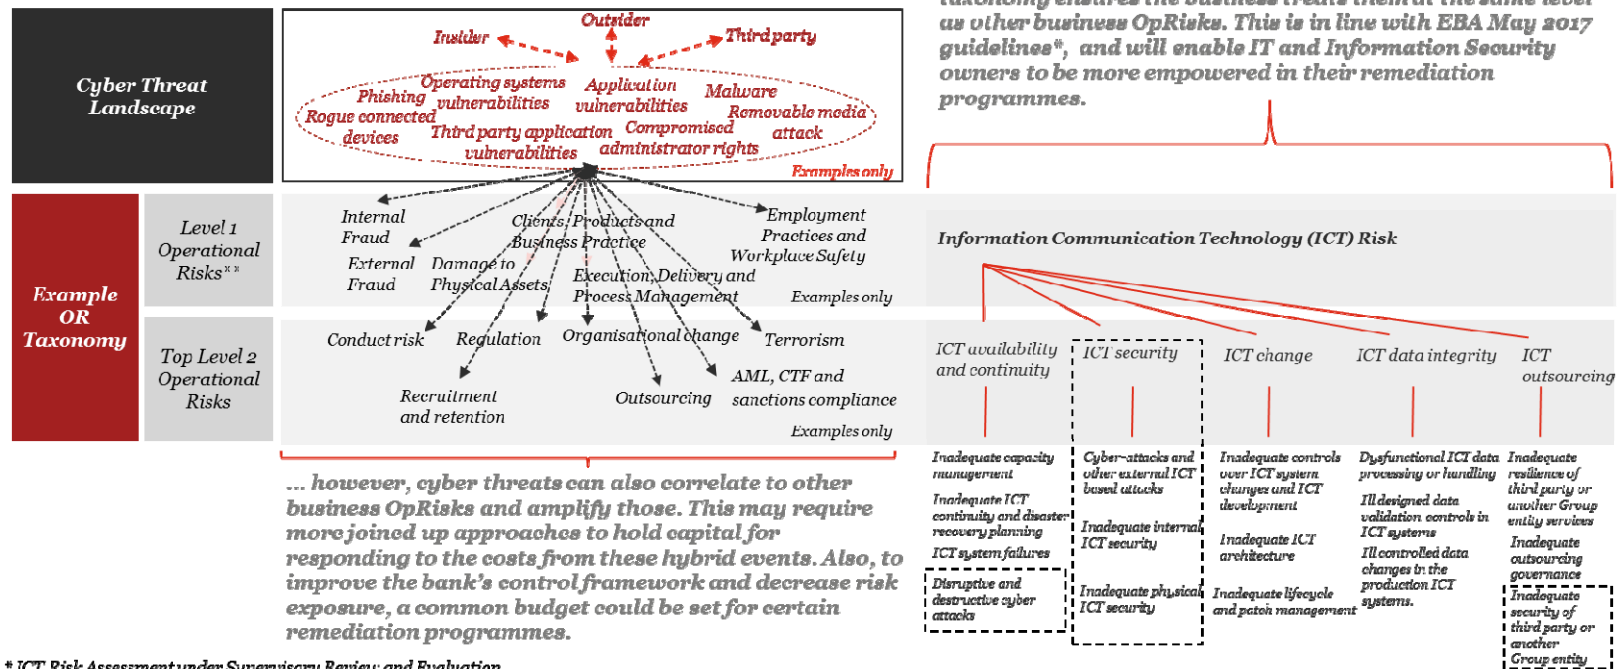 taxonomy ensures the business treats them at the same level
as other business OpRisks. This is in line with EBA May 2017
guidelines*, and will enable IT and Information Security
owners to be more empowered in their remediation
programmes.
Cyber Threat
Landscape
Insider
Outsider
Third party
Phishing
Operating systems
vulnerabilities
Application
vulnerabilities
Malware
Rogue connected
devices
Third party application
vulnerabilities
Compromised
administrator rights
Removable media
attack
Examples only
Example
OR
Taxonomy
Level 1
Operational
Risks**
Internal
Fraud
External
Fraud
Damage to
Physical Assets
Clients, Products and
Business Practice
Execution, Delivery and
Process Management
Employment
Practices and
Workplace Safety
Examples only
Information Communication Technology (ICT) Risk
Top Level 2
Operational
Risks
Conduct risk
Regulation
Organisational change
Terrorism
Recruitment
and retention
Outsourcing
AML, CTF and
sanctions compliance
Examples only
ICT availability
and continuity
ICT security
ICT change
ICT data integrity
ICT
outsourcing
Inadequate capacity
management
Inadequate ICT
continuity and disaster
recovery planning
ICT system failures
Disruptive and
destructive cyber
attacks
Cyber-attacks and
other external ICT
based attacks
Inadequate internal
ICT security
Inadequate physical
ICT security
Inadequate controls
over ICT system
changes and ICT
development
Inadequate ICT
architecture
Inadequate lifecycle
and patch management
Dysfunctional ICT data
processing or handling
Ill designed data
validation controls in
ICT systems
Ill controlled data
changes in the
production ICT
systems.
Inadequate
resilience of
third party or
another Group
entity services
Inadequate
outsourcing
governance
Inadequate
security of
third party or
another
Group entity
... however, cyber threats can also correlate to other
business OpRisks and amplify those. This may require
more joined up approaches to hold capital for
responding to the costs from these hybrid events. Also, to
improve the bank's control framework and decrease risk
exposure, a common budget could be set for certain
remediation programmes.
* ICT Risk Assessment under Supervisory Review and Evaluation